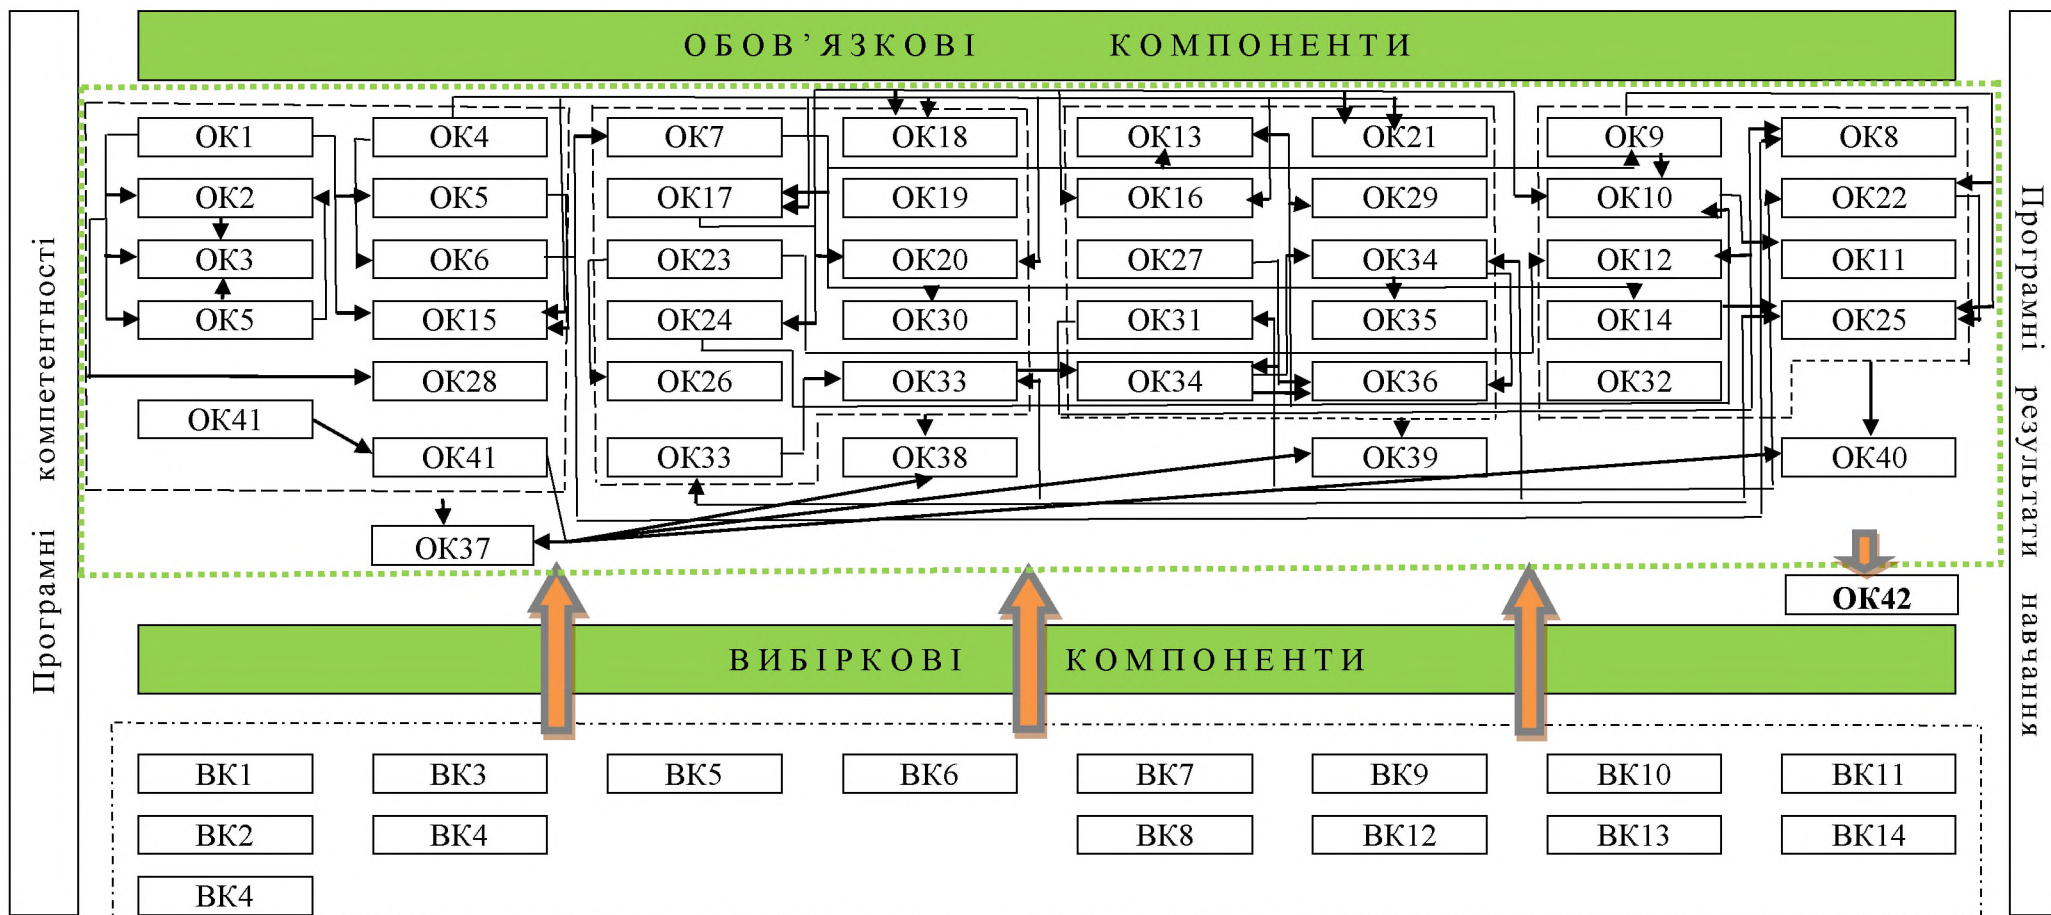 ОБОВ’ЯЗКОВІ КОМПОНЕНТИ
Програмні компетентності
ОК1 ОК4 ОК7 ОК18 ОК13 ОК21 ОК9 ОК8
ОК2 ОК5 ОК17 ОК19 ОК16 ОК29 ОК10 ОК22
ОК3 ОК6 ОК23 ОК20 ОК27 ОК34 ОК12 ОК11
ОК5 ОК15 ОК24 ОК30 ОК31 ОК35 ОК14 ОК25
ОК28 ОК26 ОК33 ОК34 ОК36 ОК32
ОК41
ОК41 ОК33 ОК38 ОК39 ОК40
ОК37
ОК42
Програмні результати навчання
ВИБІРКОВІ КОМПОНЕНТИ
ВК1 ВК3 ВК5 ВК6 ВК7 ВК9 ВК10 ВК11
ВК2 ВК4 ВК8 ВК12 ВК13 ВК14
ВК4